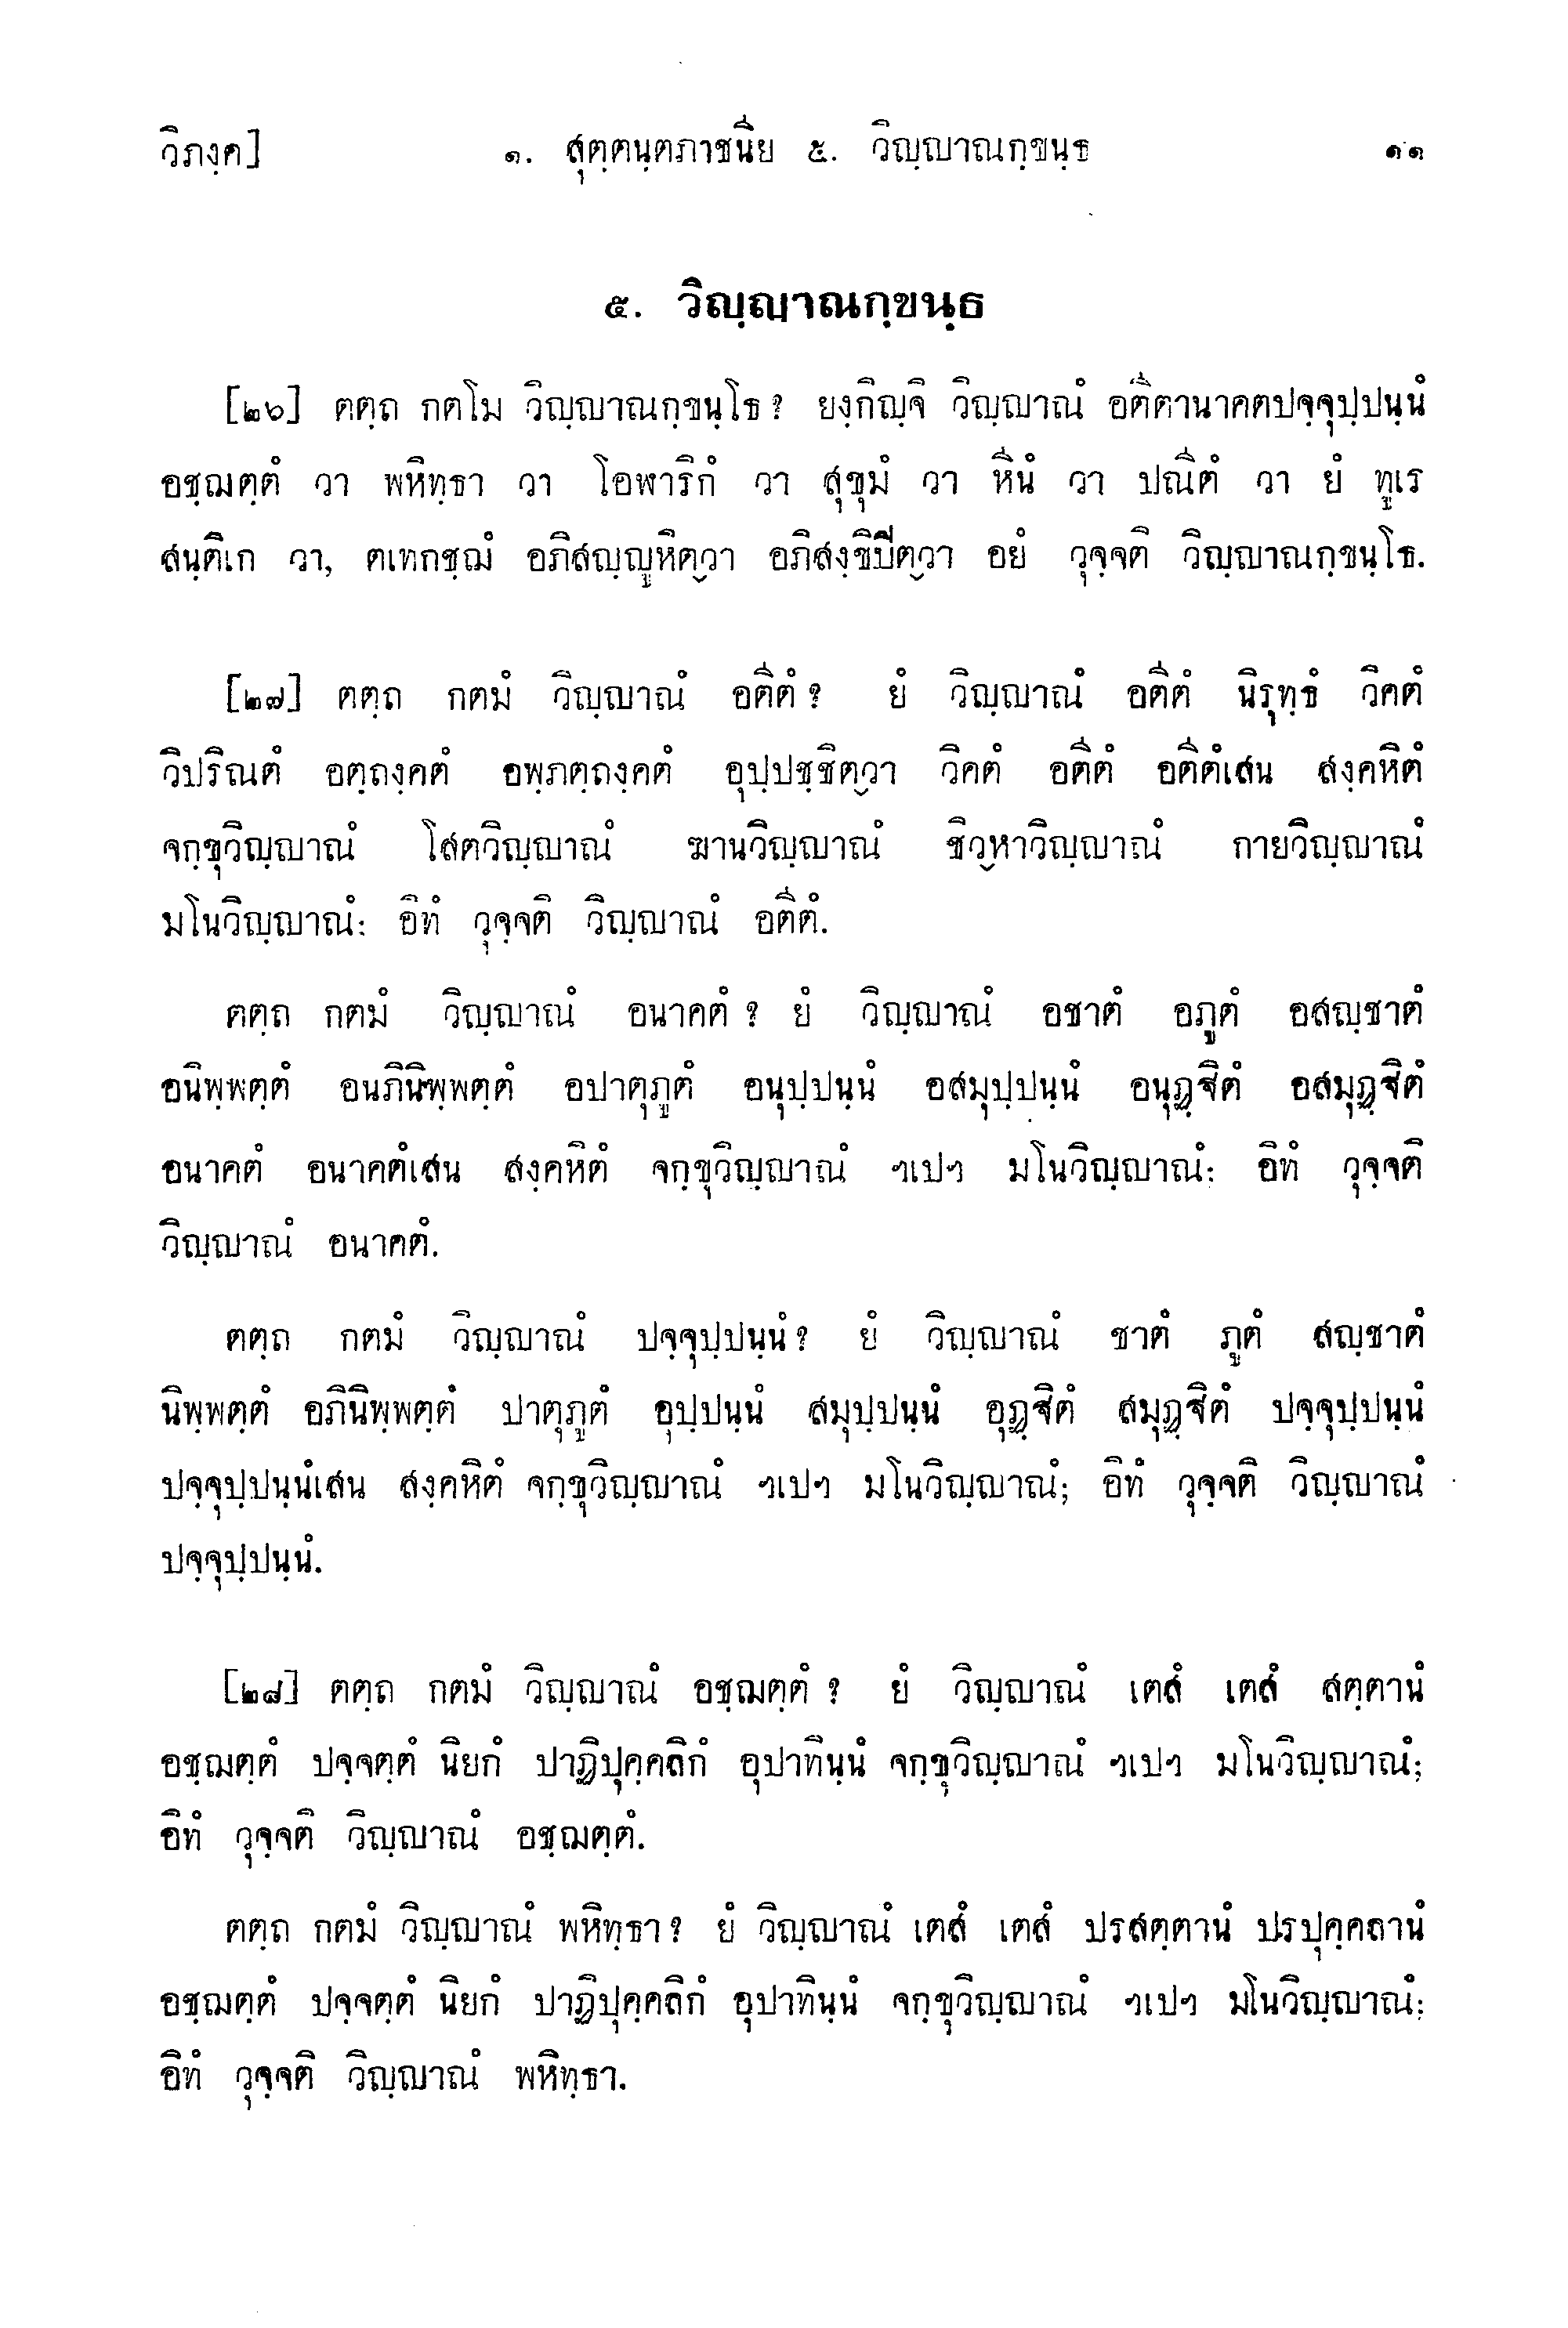 วิภงฺค] ๑. สุตฺตนฺตภาชนีย ๕. วิญฺญาณกฺขนฺธ ๑๑
๕. วิญฺญาณกฺขนฺธ
[๒๖] ตตฺถ กตโม วิญฺญาณกฺขนฺโธ? ยงฺกิญฺจิ วิญฺญาณํ อตีตานาคตปจฺจุปฺปนฺนํ
อชฺฌตฺตํ วา พหิทฺธา วา โอฬาริกํ วา สุขุมํ วา หีนํ วา ปณีตํ วา ยํ ทูเร
สนฺติเก วา, ตเทกชฺฌํ อภิสญฺญูหิตฺวา อภิสงฺขิปิตฺวา อยํ วุจฺจติ วิญฺญาณกฺขนฺโธ.
[๒๗] ตตฺถ กตมํ วิญฺญาณํ อตีตํ? ยํ วิญฺญาณํ อตีตํ นิรุทฺธํ วิคตํ
วิปริณตํ อตฺถงฺคตํ อพฺภตฺถงฺคตํ อุปฺปชฺชิตฺวา วิคตํ อตีตํ อตีตํเสน สงฺคหิตํ
จกฺขุวิญฺญาณํ โสตวิญฺญาณํ ฆานวิญฺญาณํ ชิวฺหาวิญฺญาณํ กายวิญฺญาณํ
มโนวิญฺญาณํ: อิทํ วุจฺจติ วิญฺญาณํ อตีตํ.
ตตฺถ กตมํ วิญฺญาณํ อนาคตํ? ยํ วิญฺญาณํ อชาตํ อภูตํ อสญฺชาตํ
อนิพฺพตฺตํ อนภินิพฺพตฺตํ อปาตุภูตํ อนุปฺปนฺนํ อสมุปฺปนฺนํ อนุฏฺฐิตํ อสมุฏฺฐิตํ
อนาคตํ อนาคตํเสน สงฺคหิตํ จกฺขุวิญฺญาณํ ฯเปฯ มโนวิญฺญาณํ: อิทํ วุจฺจติ
วิญฺญาณํ อนาคตํ.
ตตฺถ กตมํ วิญฺญาณํ ปจฺจุปฺปนฺนํ? ยํ วิญฺญาณํ ชาตํ ภูตํ สญฺชาตํ
นิพฺพตฺตํ อภินิพฺพตฺตํ ปาตุภูตํ อุปฺปนฺนํ สมุปฺปนฺนํ อุฏฺฐิตํ สมุฏฺฐิตํ ปจฺจุปฺปนฺนํ
ปจฺจุปฺปนฺนํเสน สงฺคหิตํ จกฺขุวิญฺญาณํ ฯเปฯ มโนวิญฺญาณํ; อิทํ วุจฺจติ วิญฺญาณํ
ปจฺจุปฺปนฺนํ.
[๒๘] ตตฺถ กตมํ วิญฺญาณํ อชฺฌตฺตํ? ยํ วิญฺญาณํ เตสํ เตสํ สตฺตานํ
อชฺฌตฺตํ ปจฺจตฺตํ นิยกํ ปาฏิปุคฺคลิกํ อุปาทินฺนํ จกฺขุวิญฺญาณํ ฯเปฯ มโนวิญฺญาณํ;
อิทํ วุจฺจติ วิญฺญาณํ อชฺฌตฺตํ.
ตตฺถ กตมํ วิญฺญาณํ พหิทฺธา? ยํ วิญฺญาณํ เตสํ เตสํ ปรสตฺตานํ ปรปุคฺคลานํ
อชฺฌตฺตํ ปจฺจตฺตํ นิยกํ ปาฏิปุคฺคลิกํ อุปาทินฺนํ จกฺขุวิญฺญาณํ ฯเปฯ มโนวิญฺญาณํ:
อิทํ วุจฺจติ วิญฺญาณํ พหิทฺธา.